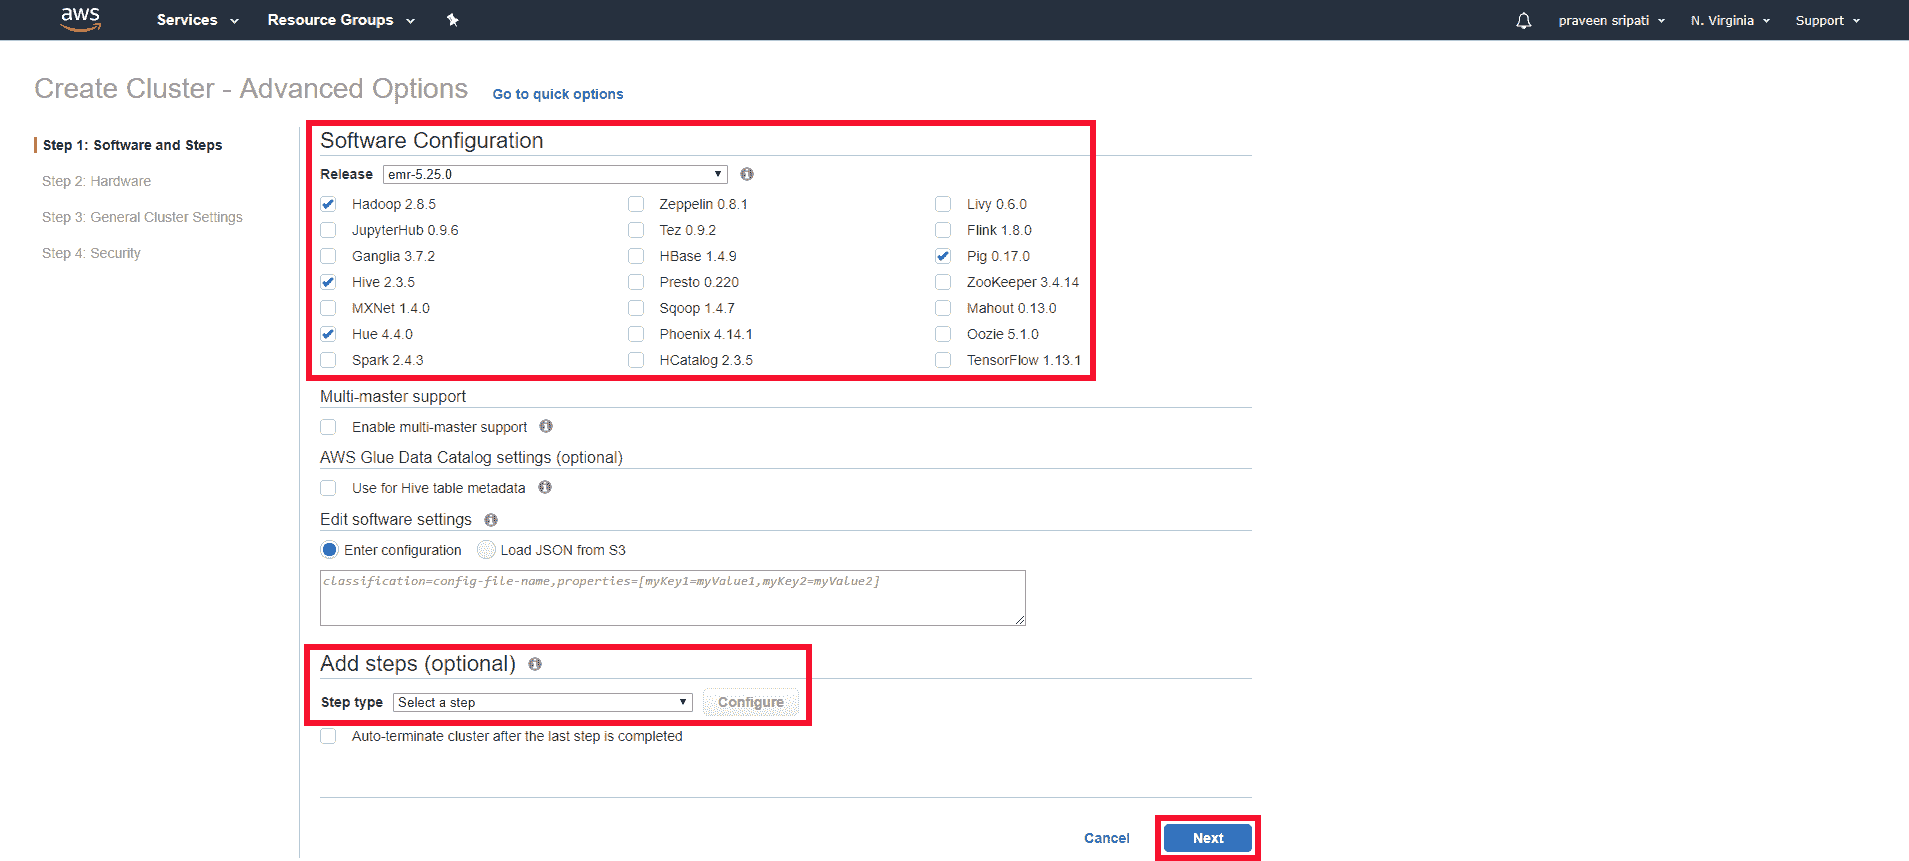 aws Services Resource Groups praveen sripati N. Virginia Support
Create Cluster - Advanced Options Go to quick options
Step 1: Software and Steps
Step 2: Hardware
Step 3: General Cluster Settings
Step 4: Security
Software Configuration
Release emr-5.25.0
Hadoop 2.8.5 Zeppelin 0.8.1 Livy 0.6.0
JupyterHub 0.9.6 Tez 0.9.2 Flink 1.8.0
Ganglia 3.7.2 HBase 1.4.9 Pig 0.17.0
Hive 2.3.5 Presto 0.220 ZooKeeper 3.4.14
MXNet 1.4.0 Sqoop 1.4.7 Mahout 0.13.0
Hue 4.4.0 Phoenix 4.14.1 Oozie 5.1.0
Spark 2.4.3 HCatalog 2.3.5 TensorFlow 1.13.1
Multi-master support
Enable multi-master support
AWS Glue Data Catalog settings (optional)
Use for Hive table metadata
Edit software settings
Enter configuration Load JSON from S3
classification=config-file-name,properties=[myKey1=myValue1,myKey2=myValue2]
Add steps (optional)
Step type Select a step Configure
Auto-terminate cluster after the last step is completed
Cancel Next